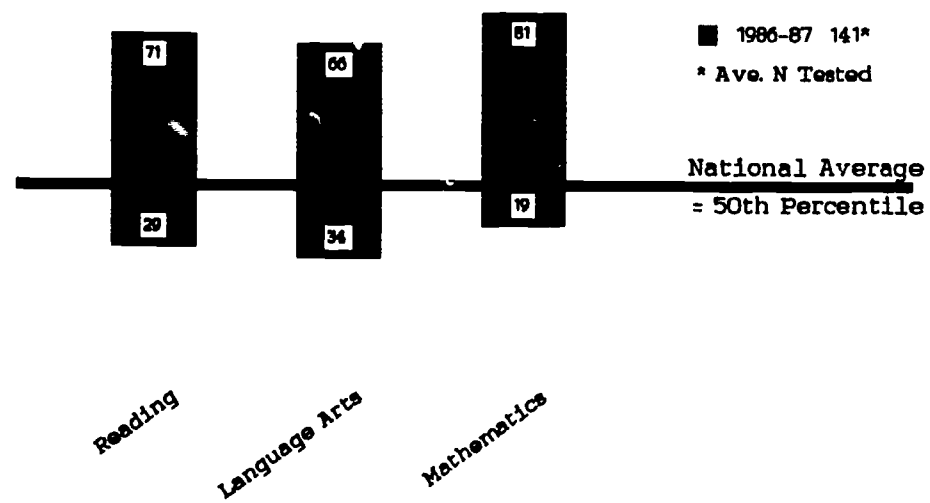 71
66
81
1986-87 141*
* Ave. N Tested
National Average
= 50th Percentile
29
34
19
Reading
Language Arts
Mathematics